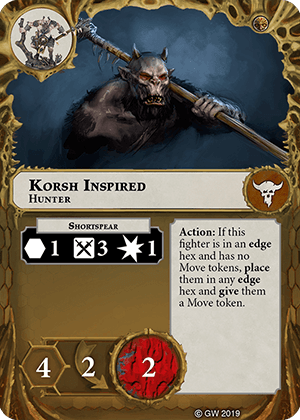 Korsh Inspired
Hunter
Shortspear
1 3 1
Action: If this
fighter is in an edge
hex and has no
Move tokens, place
them in any edge
hex and give them
a Move token.
4 2 2
© GW 2019